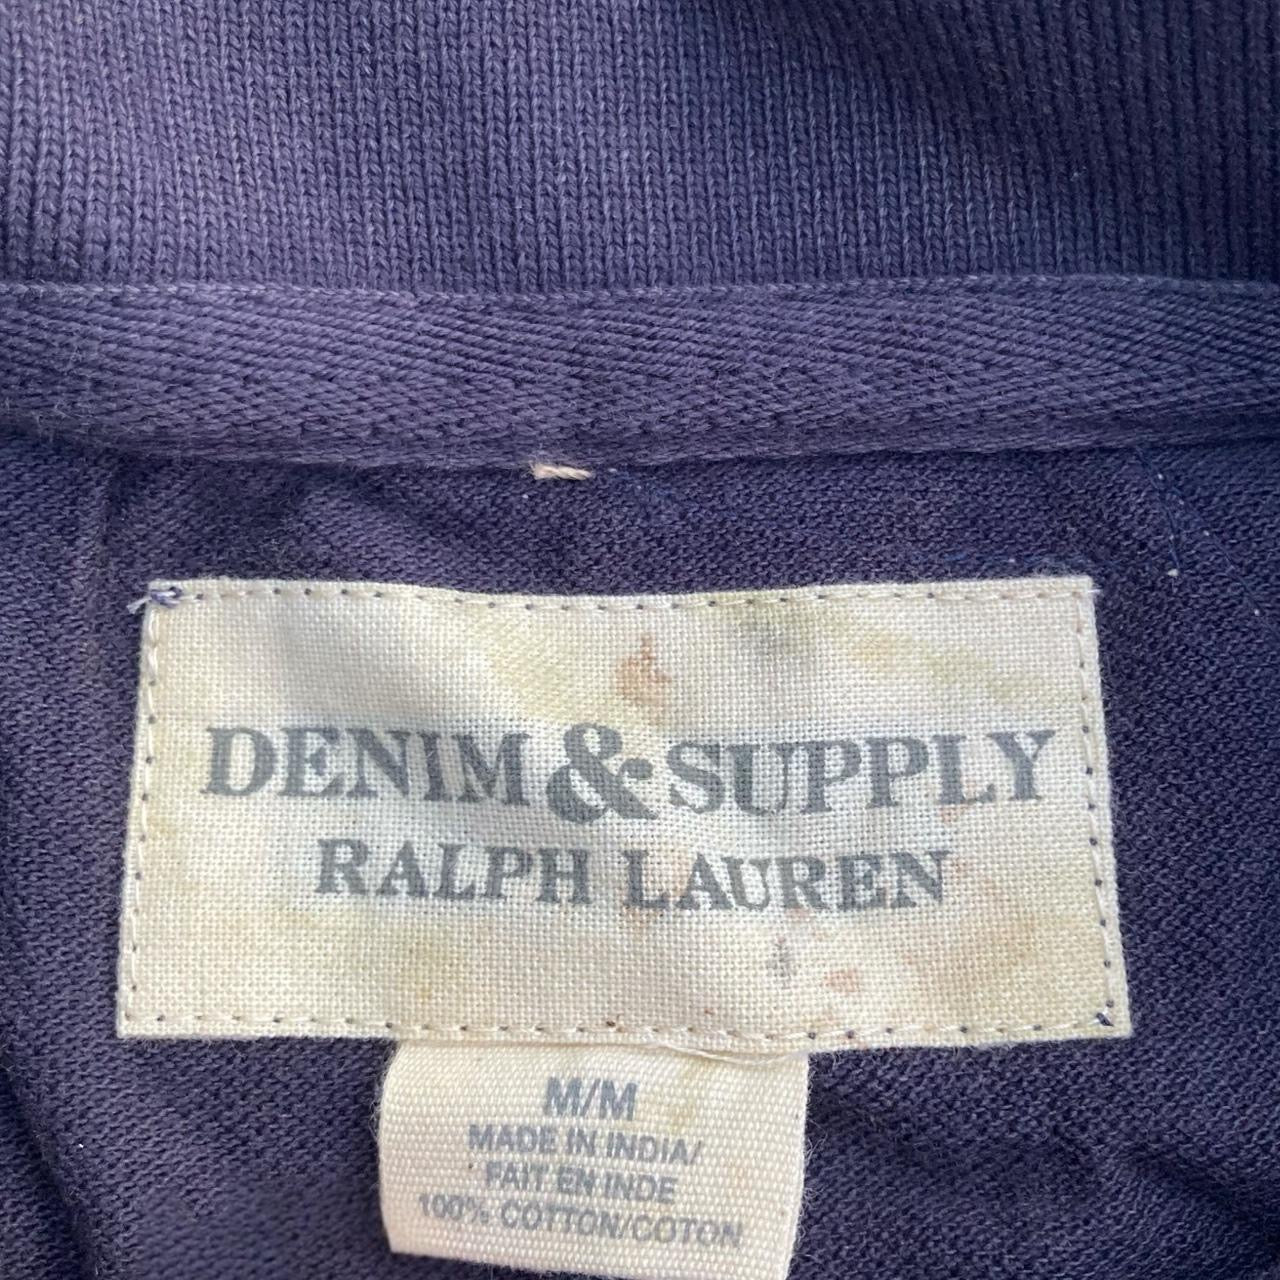 DENIM & SUPPLY
RALPH LAUREN
M/M
MADE IN INDIA/
FAIT EN INDE
100% COTTON/COTON